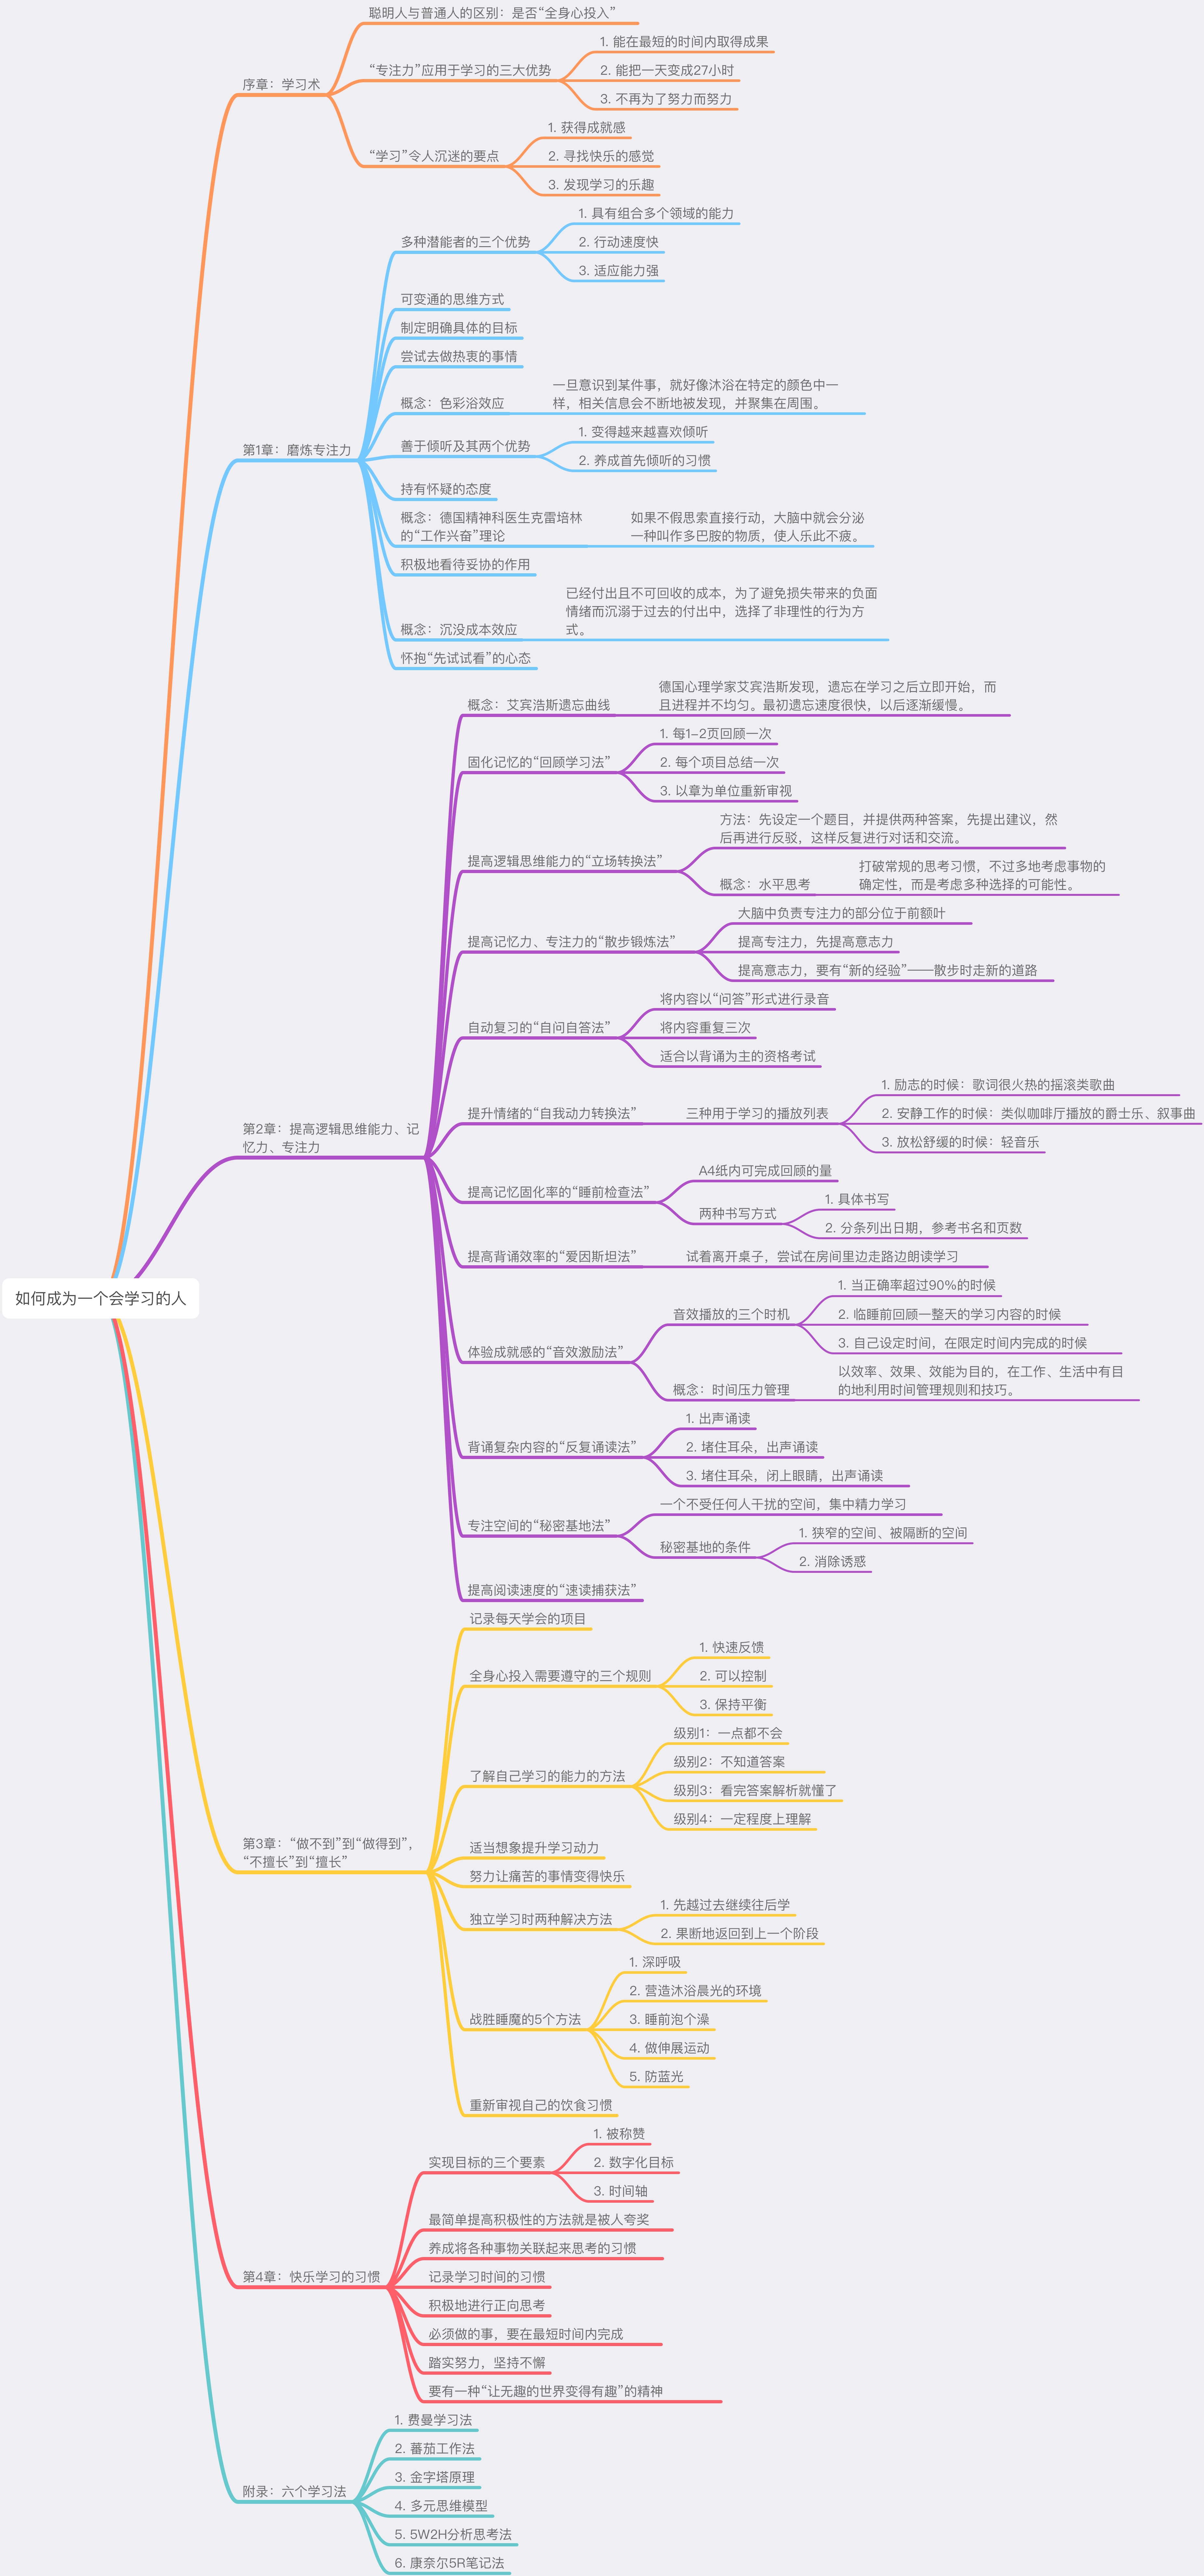 如何成为一个会学习的人
序章：学习术
聪明人与普通人的区别：是否“全身心投入”
“专注力”应用于学习的三大优势
1. 能在最短的时间内取得成果
2. 能把一天变成27小时
3. 不再为了努力而努力
“学习”令人沉迷的要点
1. 获得成就感
2. 寻找快乐的感觉
3. 发现学习的乐趣
第1章：磨炼专注力
多种潜能者的三个优势
1. 具有组合多个领域的能力
2. 行动速度快
3. 适应能力强
可变通的思维方式
制定明确具体的目标
尝试去做热衷的事情
概念：色彩浴效应
一旦意识到某件事，就好像沐浴在特定的颜色中一
样，相关信息会不断地被发现，并聚集在周围。
善于倾听及其两个优势
1. 变得越来越喜欢倾听
2. 养成首先倾听的习惯
持有怀疑的态度
概念：德国精神科医生克雷培林
的“工作兴奋”理论
如果不假思索直接行动，大脑中就会分泌
一种叫作多巴胺的物质，使人乐此不疲。
积极地看待妥协的作用
概念：沉没成本效应
已经付出且不可回收的成本，为了避免损失带来的负面
情绪而沉溺于过去的付出中，选择了非理性的行为方
式。
怀抱“先试试看”的心态
第2章：提高逻辑思维能力、记
忆力、专注力
概念：艾宾浩斯遗忘曲线
德国心理学家艾宾浩斯发现，遗忘在学习之后立即开始，而
且进程并不均匀。最初遗忘速度很快，以后逐渐缓慢。
固化记忆的“回顾学习法”
1. 每1-2页回顾一次
2. 每个项目总结一次
3. 以章为单位重新审视
提高逻辑思维能力的“立场转换法”
方法：先设定一个题目，并提供两种答案，先提出建议，然
后再进行反驳，这样反复进行对话和交流。
概念：水平思考
打破常规的思考习惯，不过多地考虑事物的
确定性，而是考虑多种选择的可能性。
提高记忆力、专注力的“散步锻炼法”
大脑中负责专注力的部分位于前额叶
提高专注力，先提高意志力
提高意志力，要有“新的经验”——散步时走新的道路
自动复习的“自问自答法”
将内容以“问答”形式进行录音
将内容重复三次
适合以背诵为主的资格考试
提升情绪的“自我动力转换法”
三种用于学习的播放列表
1. 励志的时候：歌词很火热的摇滚类歌曲
2. 安静工作的时候：类似咖啡厅播放的爵士乐、叙事曲
3. 放松舒缓的时候：轻音乐
提高记忆固化率的“睡前检查法”
A4纸内可完成回顾的量
两种书写方式
1. 具体书写
2. 分条列出日期，参考书名和页数
提高背诵效率的“爱因斯坦法”
试着离开桌子，尝试在房间里边走路边朗读学习
体验成就感的“音效激励法”
音效播放的三个时机
1. 当正确率超过90%的时候
2. 临睡前回顾一整天的学习内容的时候
3. 自己设定时间，在限定时间内完成的时候
概念：时间压力管理
以效率、效果、效能为目的，在工作、生活中有目
的地利用时间管理规则和技巧。
背诵复杂内容的“反复诵读法”
1. 出声诵读
2. 堵住耳朵，出声诵读
3. 堵住耳朵，闭上眼睛，出声诵读
专注空间的“秘密基地法”
一个不受任何人干扰的空间，集中精力学习
秘密基地的条件
1. 狭窄的空间、被隔断的空间
2. 消除诱惑
提高阅读速度的“速读捕获法”
第3章：“做不到”到“做得到”，
“不擅长”到“擅长”
记录每天学会的项目
全身心投入需要遵守的三个规则
1. 快速反馈
2. 可以控制
3. 保持平衡
了解自己学习的能力的方法
级别1：一点都不会
级别2：不知道答案
级别3：看完答案解析就懂了
级别4：一定程度上理解
适当想象提升学习动力
努力让痛苦的事情变得快乐
独立学习时两种解决方法
1. 先越过去继续往后学
2. 果断地返回到上一个阶段
战胜睡魔的5个方法
1. 深呼吸
2. 营造沐浴晨光的环境
3. 睡前泡个澡
4. 做伸展运动
5. 防蓝光
重新审视自己的饮食习惯
第4章：快乐学习的习惯
实现目标的三个要素
1. 被称赞
2. 数字化目标
3. 时间轴
最简单提高积极性的方法就是被人夸奖
养成将各种事物关联起来思考的习惯
记录学习时间的习惯
积极地进行正向思考
必须做的事，要在最短时间内完成
踏实努力，坚持不懈
要有一种“让无趣的世界变得有趣”的精神
附录：六个学习法
1. 费曼学习法
2. 蕃茄工作法
3. 金字塔原理
4. 多元思维模型
5. 5W2H分析思考法
6. 康奈尔5R笔记法